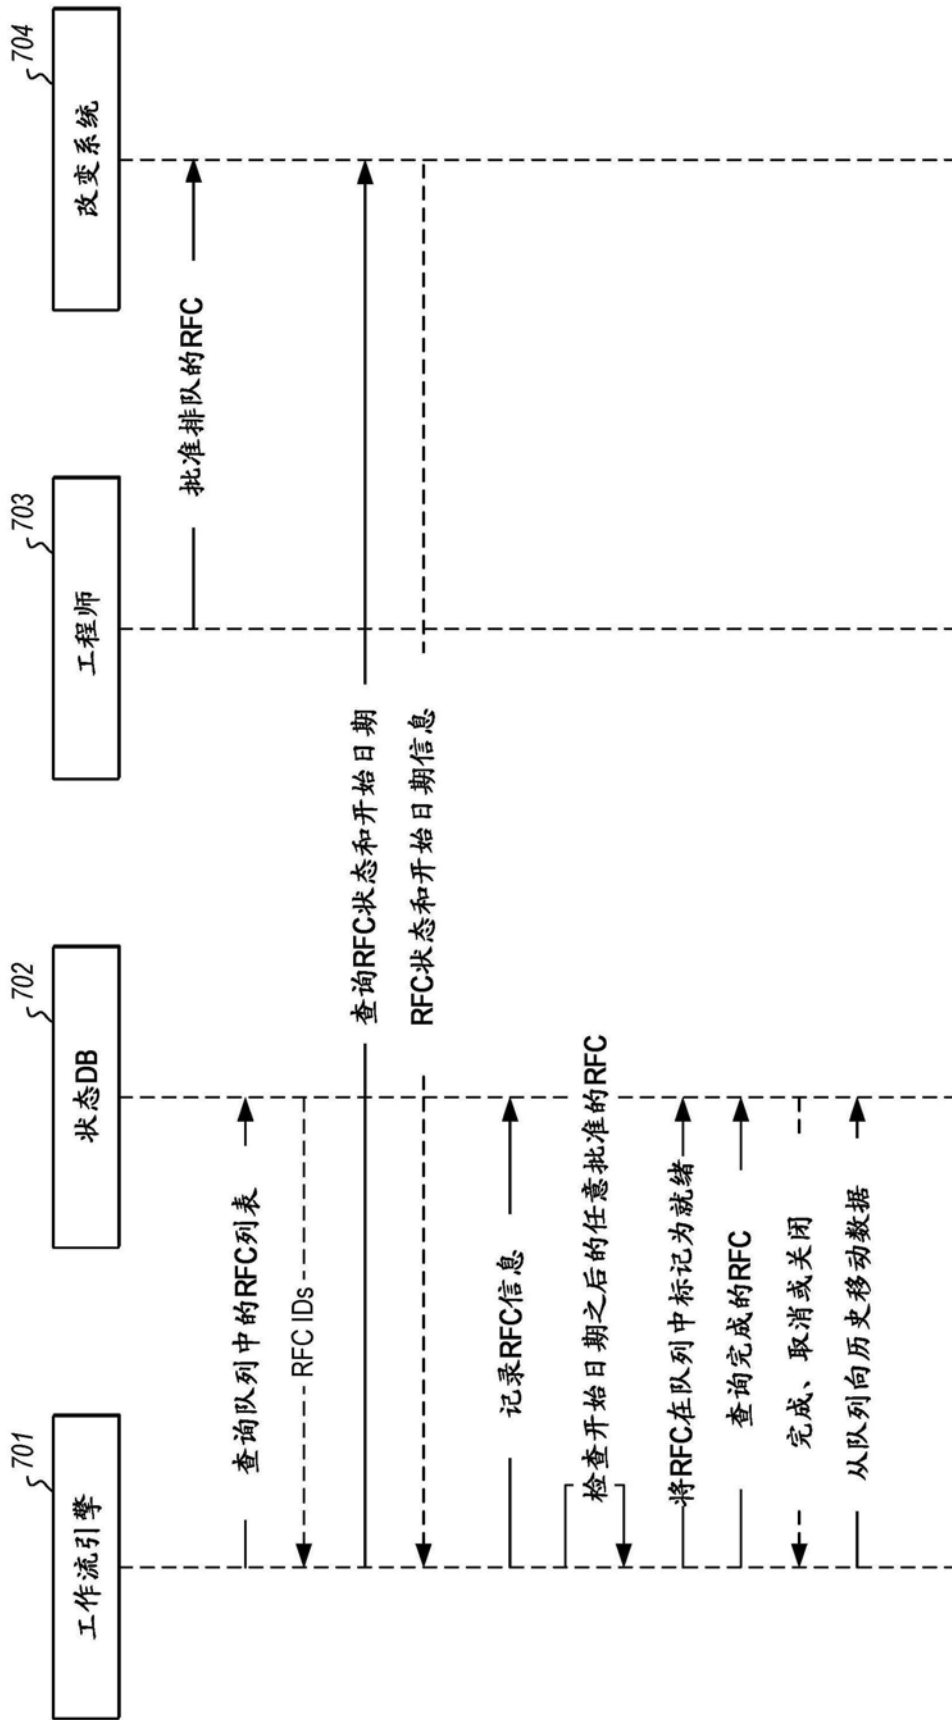 701
工作流引擎
702
状态DB
703
工程师
704
改变系统
批准排队的RFC
查询队列中的RFC列表
RFC IDs
查询RFC状态和开始日期
RFC状态和开始日期信息
记录RFC信息
检查开始日期之后的任意批准的RFC
将RFC在队列中标记为就绪
查询完成的RFC
完成、取消或关闭
从队列向历史移动数据